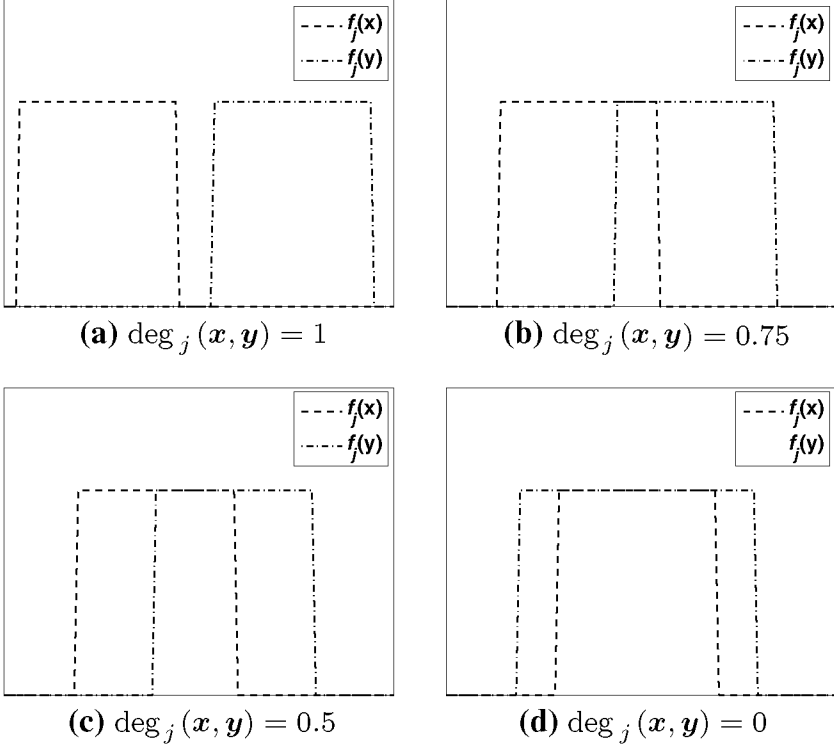 f_j(x)
f_j(y)
f_j(x)
f_j(y)
(a) deg_j (x, y) = 1
(b) deg_j (x, y) = 0.75
f_j(x)
f_j(y)
f_j(x)
f_j(y)
(c) deg_j (x, y) = 0.5
(d) deg_j (x, y) = 0